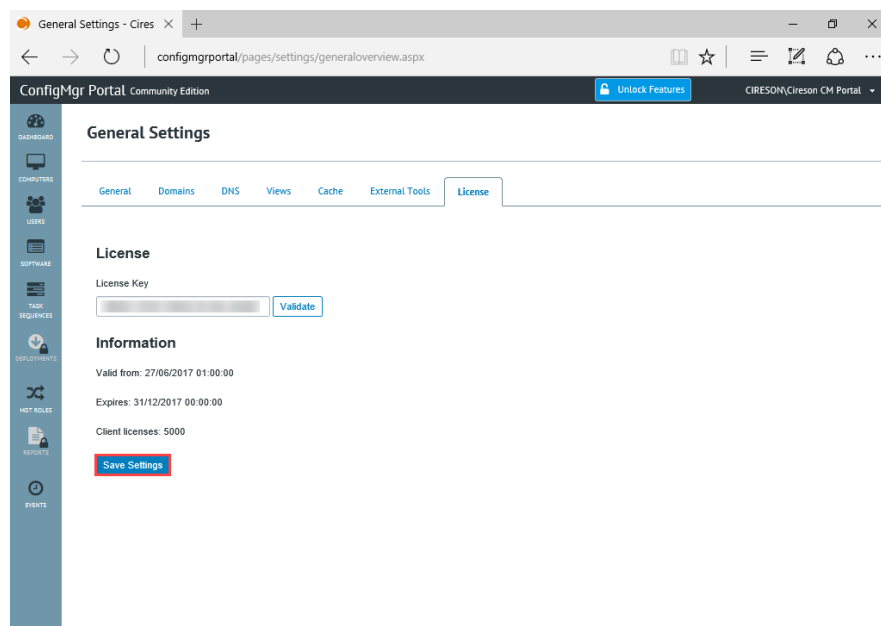 General Settings - Cires
configmgrportal/pages/settings/generaloverview.aspx
ConfigMgr Portal Community Edition
Unlock Features
CIRESON\Cireson CM Portal
DASHBOARD
COMPUTERS
USERS
SOFTWARE
TASK
SEQUENCES
DEPLOYMENTS
MDT ROLES
REPORTS
EVENTS
General Settings
General Domains DNS Views Cache External Tools License
License
License Key
Validate
Information
Valid from: 27/06/2017 01:00:00
Expires: 31/12/2017 00:00:00
Client licenses: 5000
Save Settings